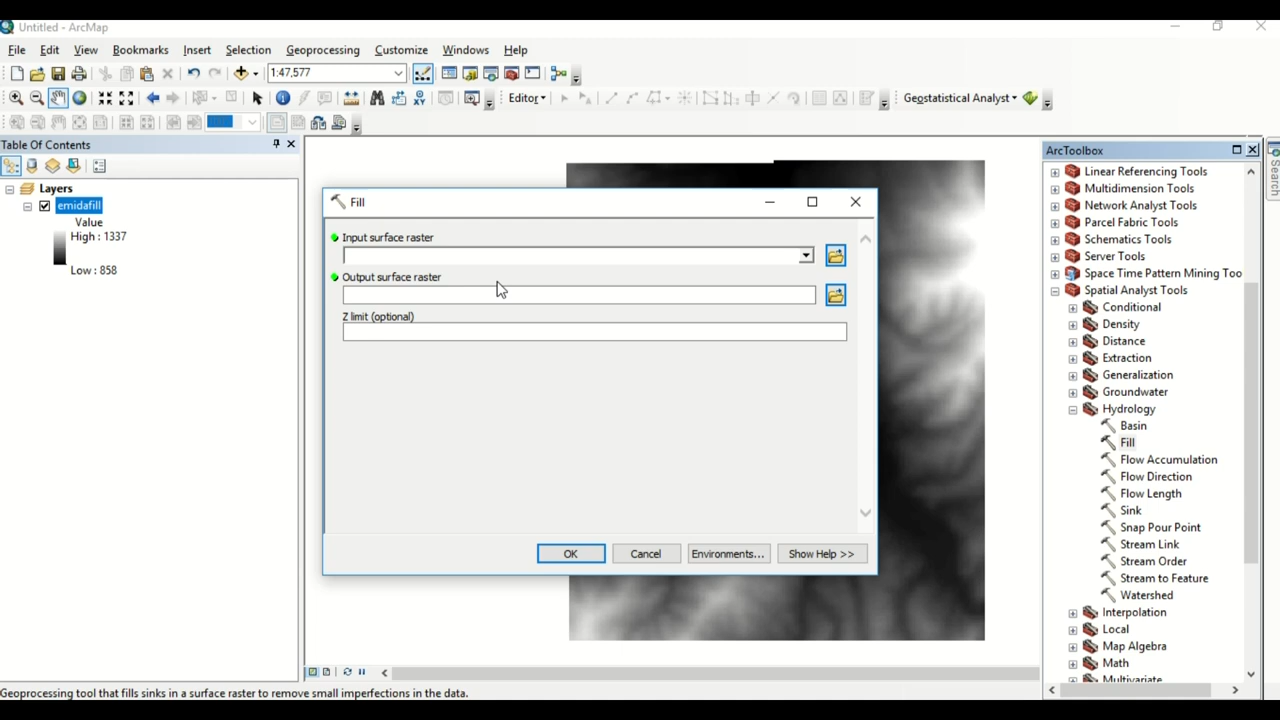 Untitled - ArcMap
File Edit View Bookmarks Insert Selection Geoprocessing Customize Windows Help
1:47,577
Editor
Geostatistical Analyst
Table Of Contents
Layers
emidafill
Value
High : 1337
Low : 858
Fill
Input surface raster
Output surface raster
Z limit (optional)
OK Cancel Environments... Show Help >>
ArcToolbox
Linear Referencing Tools
Multidimension Tools
Network Analyst Tools
Parcel Fabric Tools
Schematics Tools
Server Tools
Space Time Pattern Mining Too
Spatial Analyst Tools
Conditional
Density
Distance
Extraction
Generalization
Groundwater
Hydrology
Basin
Fill
Flow Accumulation
Flow Direction
Flow Length
Sink
Snap Pour Point
Stream Link
Stream Order
Stream to Feature
Watershed
Interpolation
Local
Map Algebra
Math
Multivariate
Search
Geoprocessing tool that fills sinks in a surface raster to remove small imperfections in the data.